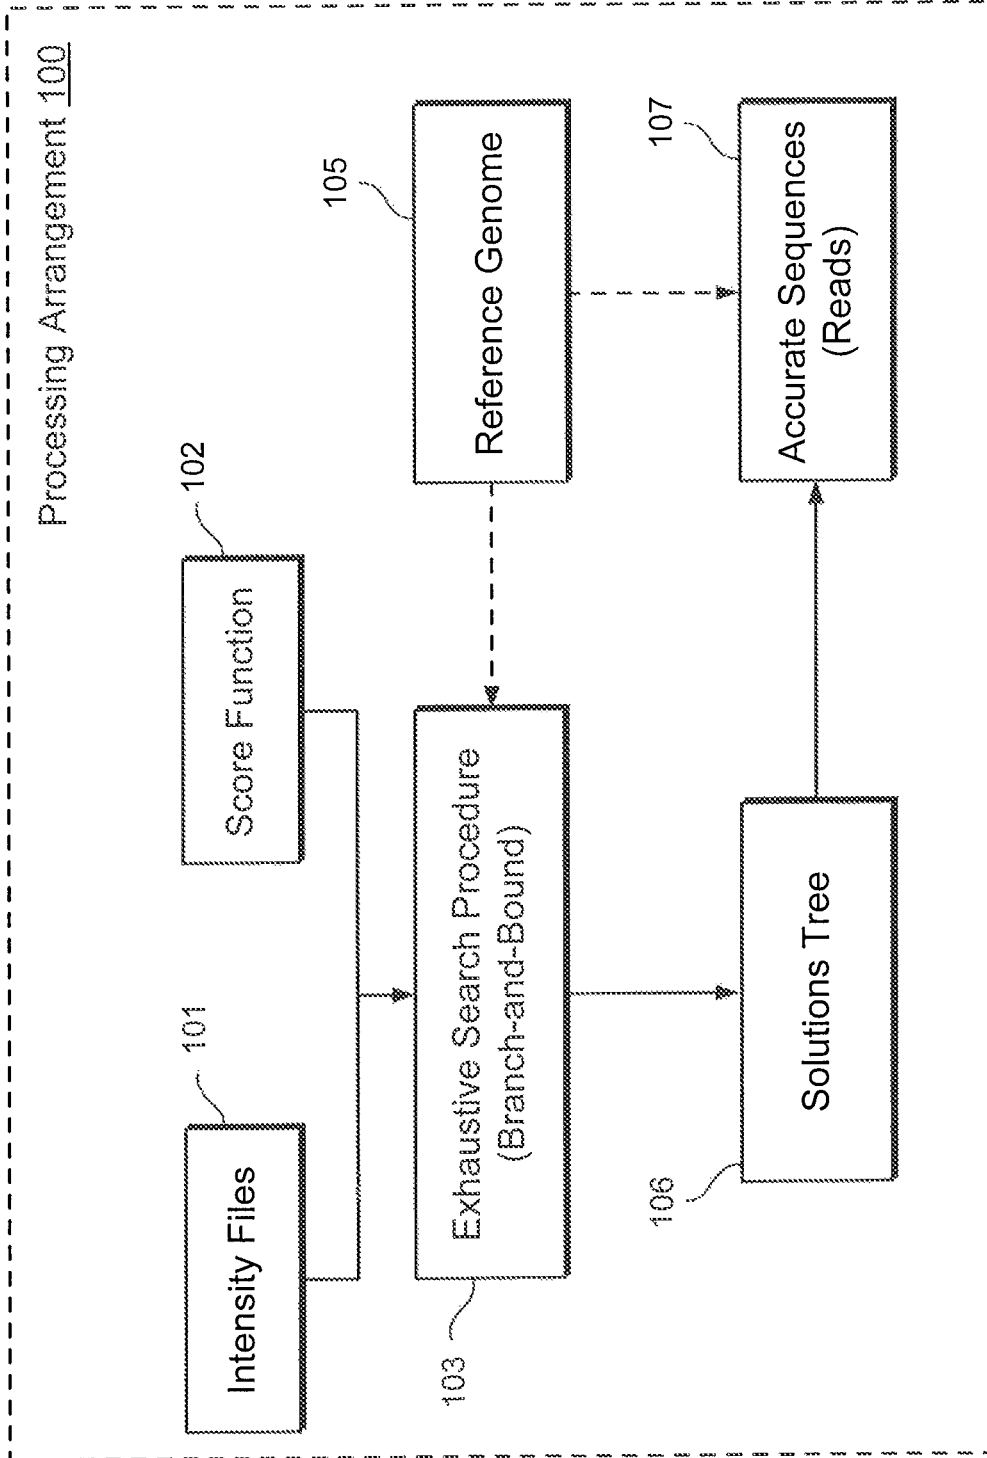 Processing Arrangement 100
101
Intensity Files
102
Score Function
103
Exhaustive Search Procedure
(Branch-and-Bound)
105
Reference Genome
106
Solutions Tree
107
Accurate Sequences
(Reads)